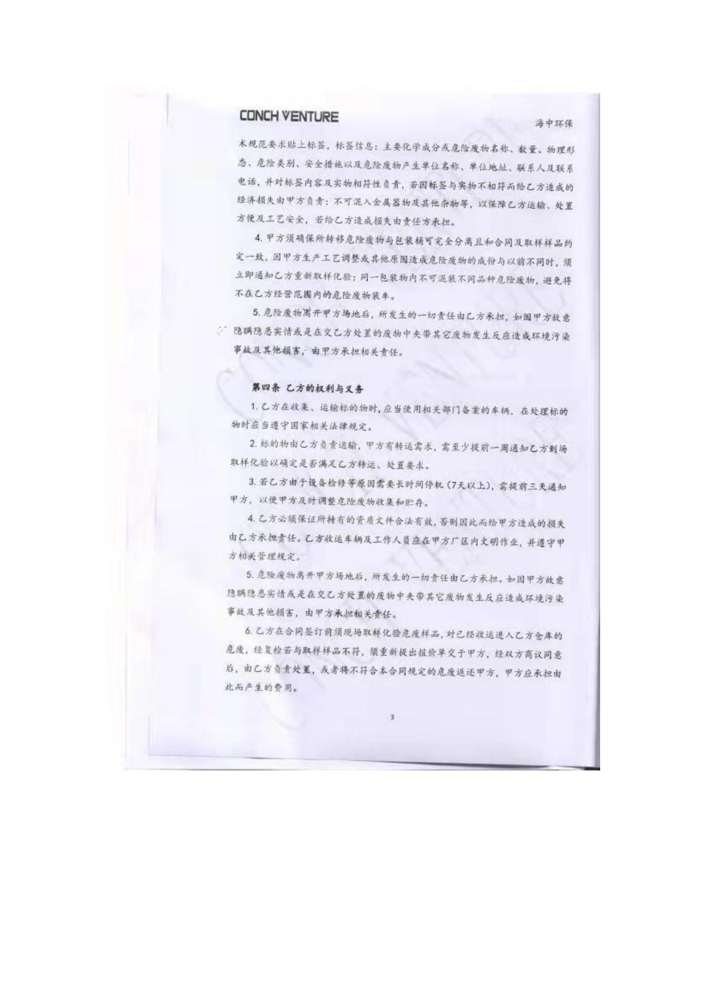 CONCH VENTURE
海中环保
术规范要求贴上标签，标签信息：主要化学成分或危险废物名称、数量、物理形
态、危险类别、安全措施以及危险废物产生单位名称、单位地址、联系人及联系
电话，并对标签内容及实物相符性负责，若因标签与实物不相符而给乙方造成的
经济损失由甲方负责；不可混入金属器物及其他杂物等，以保障乙方运输、处置
方便及工艺安全，若给乙方造成损失由责任方承担。
4. 甲方须确保所转移危险废物与包装桶可完全分离且和合同及取样样品约
定一致，因甲方生产工艺调整或其他原因造成危险废物的成份与以前不同时，须
立即通知乙方重新取样化验；同一包装物内不可混装不同品种危险废物，避免将
不在乙方经营范围内的危险废物装车。
5. 危险废物离开甲方场地后，所发生的一切责任由乙方承担，如因甲方故意
隐瞒隐患实情或是在交乙方处置的废物中夹带其它废物发生反应造成环境污染
事故及其他损害，由甲方承担相关责任。
第四条 乙方的权利与义务
1. 乙方在收集、运输标的物时，应当使用相关部门备案的车辆，在处理标的
物时应当遵守国家相关法律规定。
2. 标的物由乙方负责运输，甲方有转运需求，需至少提前一周通知乙方到场
取样化验以确定是否满足乙方转运、处置要求。
3. 若乙方由于设备检修等原因需要长时间停机（7天以上），需提前三天通知
甲方，以便甲方及时调整危险废物收集和贮存。
4. 乙方必须保证所持有的资质文件合法有效，否则因此而给甲方造成的损失
由乙方承担责任。乙方收运车辆及工作人员应在甲方厂区内文明作业，并遵守甲
方相关管理规定。
5. 危险废物离开甲方场地后，所发生的一切责任由乙方承担。如因甲方故意
隐瞒隐患实情或是在交乙方处置的废物中夹带其它废物发生反应造成环境污染
事故及其他损害，由甲方承担相关责任。
6. 乙方在合同签订前须现场取样化验危废样品，对已经收运进入乙方仓库的
危废，经复检若与取样样品不符，须重新提出报价单交于甲方，经双方商议同意
后，由乙方负责处置，或者将不符合本合同规定的危废返还甲方，甲方应承担由
此而产生的费用。
3